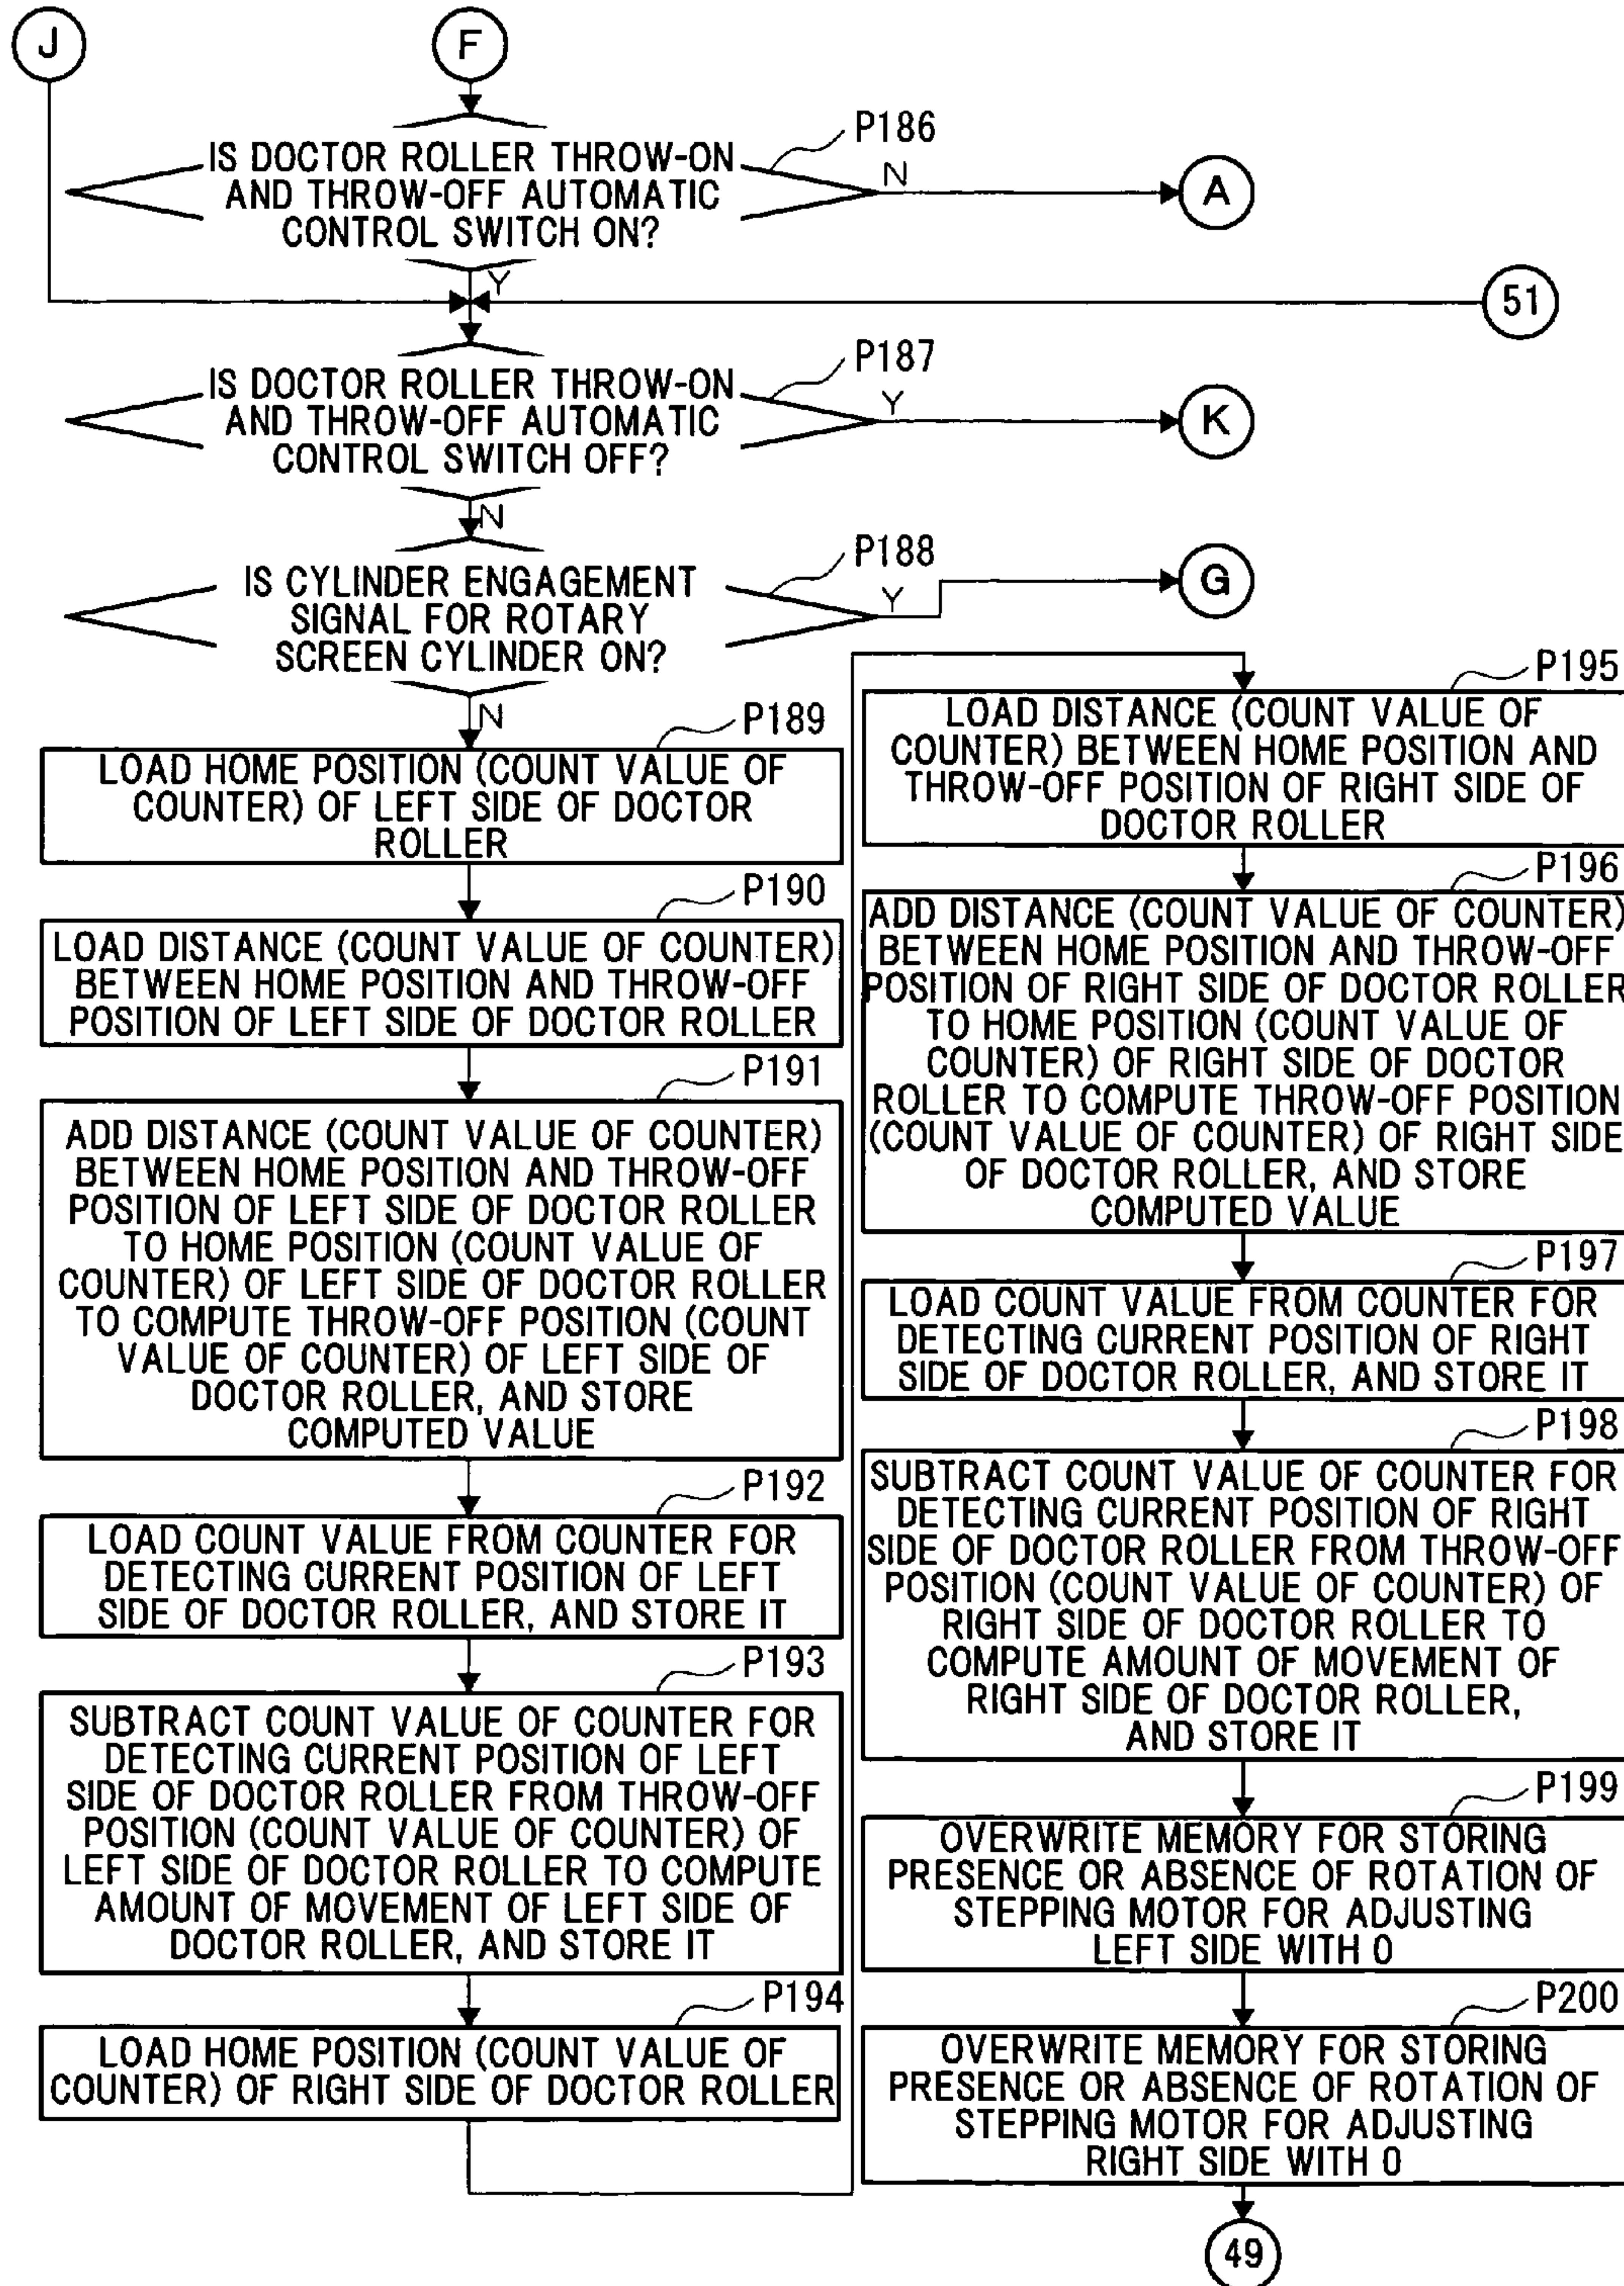 J
F
P186
IS DOCTOR ROLLER THROW-ON
AND THROW-OFF AUTOMATIC
CONTROL SWITCH ON?
N
A
Y
51
P187
IS DOCTOR ROLLER THROW-ON
AND THROW-OFF AUTOMATIC
CONTROL SWITCH OFF?
Y
K
N
P188
IS CYLINDER ENGAGEMENT
SIGNAL FOR ROTARY
SCREEN CYLINDER ON?
Y
G
N
P189
LOAD HOME POSITION (COUNT VALUE OF
COUNTER) OF LEFT SIDE OF DOCTOR
ROLLER
P190
LOAD DISTANCE (COUNT VALUE OF COUNTER)
BETWEEN HOME POSITION AND THROW-OFF
POSITION OF LEFT SIDE OF DOCTOR ROLLER
P191
ADD DISTANCE (COUNT VALUE OF COUNTER)
BETWEEN HOME POSITION AND THROW-OFF
POSITION OF LEFT SIDE OF DOCTOR ROLLER
TO HOME POSITION (COUNT VALUE OF
COUNTER) OF LEFT SIDE OF DOCTOR ROLLER
TO COMPUTE THROW-OFF POSITION (COUNT
VALUE OF COUNTER) OF LEFT SIDE OF
DOCTOR ROLLER, AND STORE
COMPUTED VALUE
P192
LOAD COUNT VALUE FROM COUNTER FOR
DETECTING CURRENT POSITION OF LEFT
SIDE OF DOCTOR ROLLER, AND STORE IT
P193
SUBTRACT COUNT VALUE OF COUNTER FOR
DETECTING CURRENT POSITION OF LEFT
SIDE OF DOCTOR ROLLER FROM THROW-OFF
POSITION (COUNT VALUE OF COUNTER) OF
LEFT SIDE OF DOCTOR ROLLER TO COMPUTE
AMOUNT OF MOVEMENT OF LEFT SIDE OF
DOCTOR ROLLER, AND STORE IT
P194
LOAD HOME POSITION (COUNT VALUE OF
COUNTER) OF RIGHT SIDE OF DOCTOR ROLLER
P195
LOAD DISTANCE (COUNT VALUE OF
COUNTER) BETWEEN HOME POSITION AND
THROW-OFF POSITION OF RIGHT SIDE OF
DOCTOR ROLLER
P196
ADD DISTANCE (COUNT VALUE OF COUNTER)
BETWEEN HOME POSITION AND THROW-OFF
POSITION OF RIGHT SIDE OF DOCTOR ROLLER
TO HOME POSITION (COUNT VALUE OF
COUNTER) OF RIGHT SIDE OF DOCTOR
ROLLER TO COMPUTE THROW-OFF POSITION
(COUNT VALUE OF COUNTER) OF RIGHT SIDE
OF DOCTOR ROLLER, AND STORE
COMPUTED VALUE
P197
LOAD COUNT VALUE FROM COUNTER FOR
DETECTING CURRENT POSITION OF RIGHT
SIDE OF DOCTOR ROLLER, AND STORE IT
P198
SUBTRACT COUNT VALUE OF COUNTER FOR
DETECTING CURRENT POSITION OF RIGHT
SIDE OF DOCTOR ROLLER FROM THROW-OFF
POSITION (COUNT VALUE OF COUNTER) OF
RIGHT SIDE OF DOCTOR ROLLER TO
COMPUTE AMOUNT OF MOVEMENT OF
RIGHT SIDE OF DOCTOR ROLLER,
AND STORE IT
P199
OVERWRITE MEMORY FOR STORING
PRESENCE OR ABSENCE OF ROTATION OF
STEPPING MOTOR FOR ADJUSTING
LEFT SIDE WITH 0
P200
OVERWRITE MEMORY FOR STORING
PRESENCE OR ABSENCE OF ROTATION OF
STEPPING MOTOR FOR ADJUSTING
RIGHT SIDE WITH 0
49